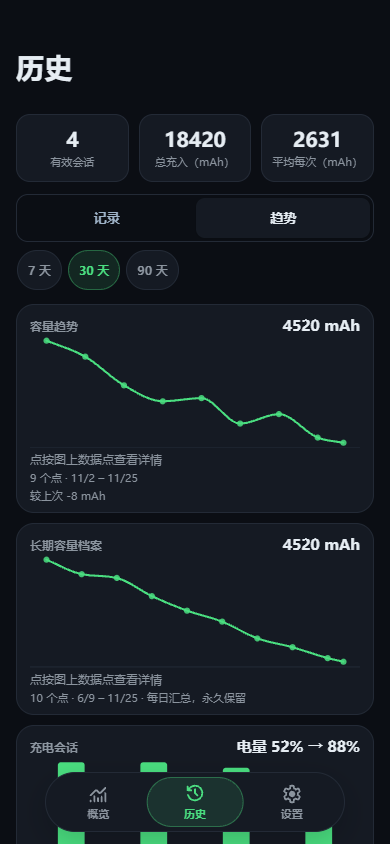 历史
4
有效会话
18420
总充入（mAh）
2631
平均每次（mAh）
记录
趋势
7 天
30 天
90 天
容量趋势
4520 mAh
点按图上数据点查看详情
9 个点 · 11/2 – 11/25
较上次 -8 mAh
长期容量档案
4520 mAh
点按图上数据点查看详情
10 个点 · 6/9 – 11/25 · 每日汇总，永久保留
充电会话
电量 52% → 88%
概览
历史
设置